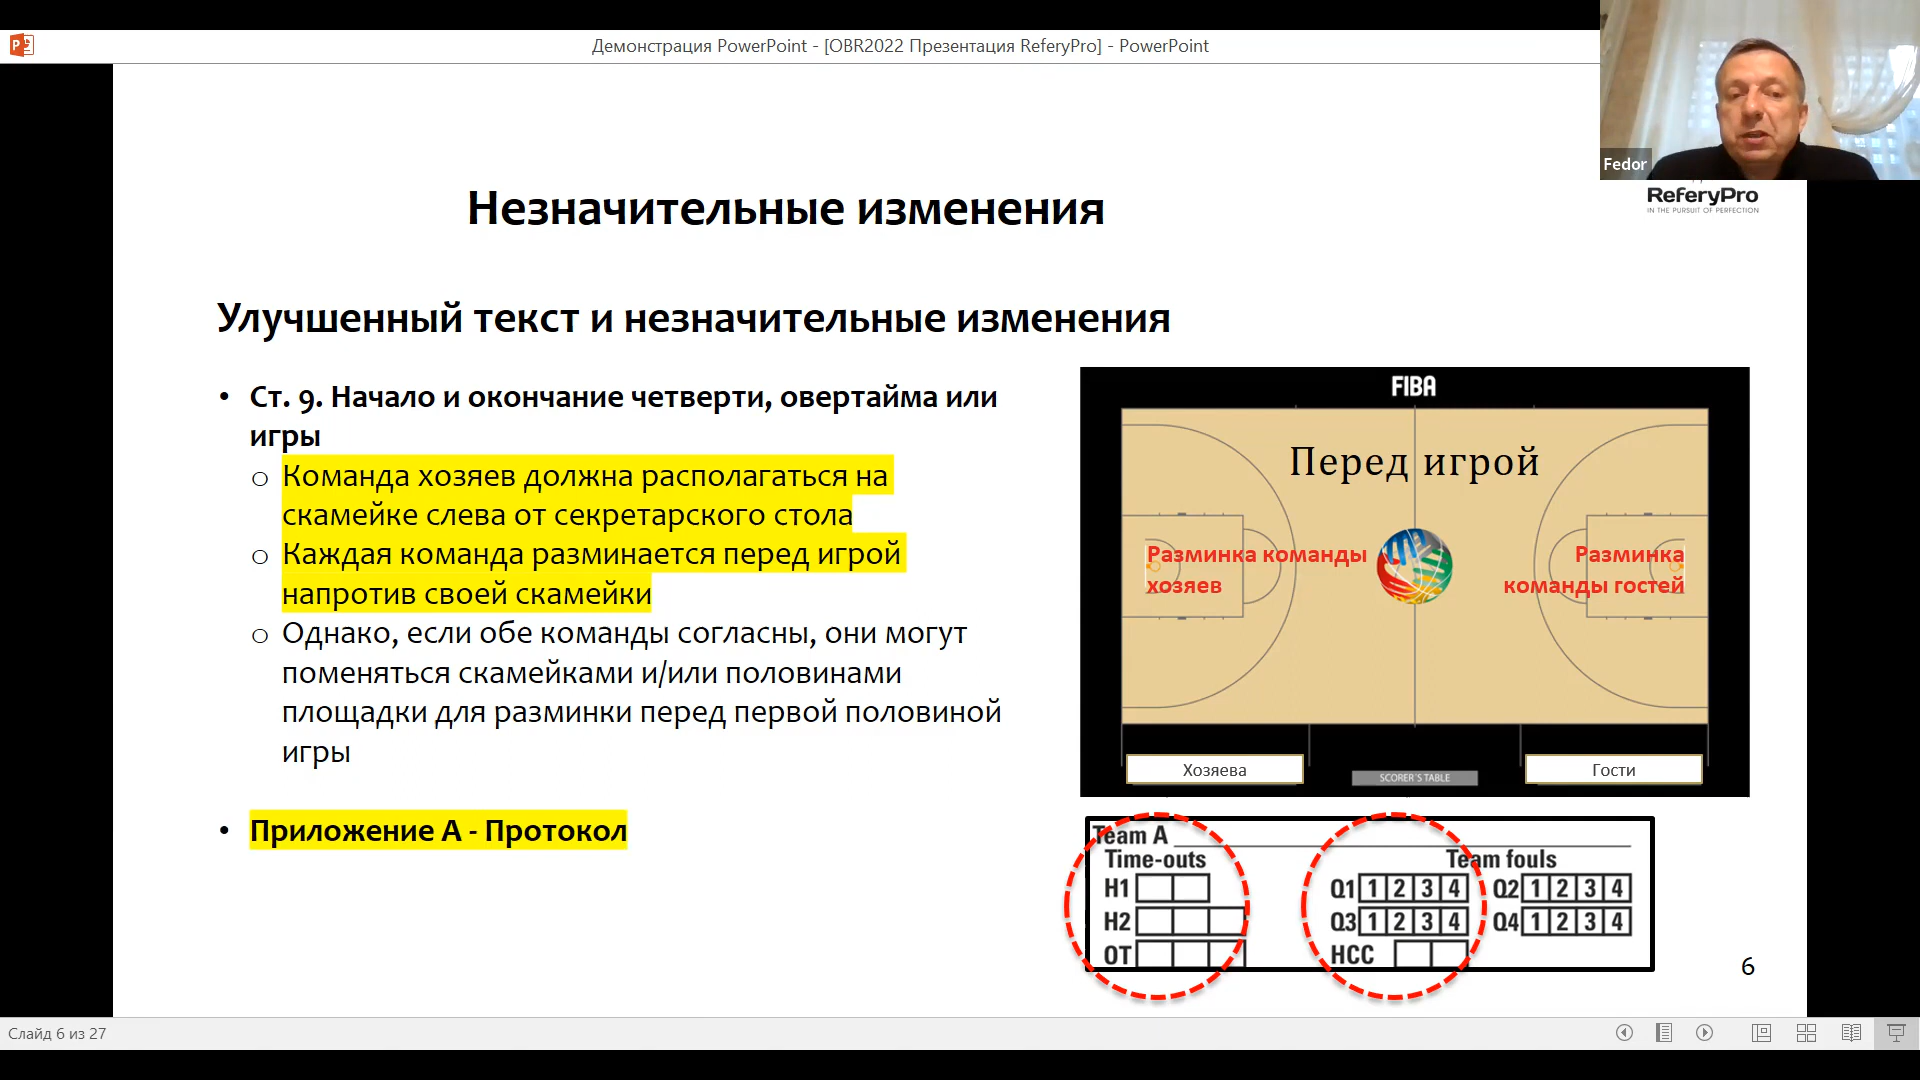 Демонстрация PowerPoint - [OBR2022 Презентация ReferyPro] - PowerPoint
Fedor
ReferyPro
IN THE PURSUIT OF PERFECTION
Незначительные изменения
Улучшенный текст и незначительные изменения
• Ст. 9. Начало и окончание четверти, овертайма или
игры
o Команда хозяев должна располагаться на
скамейке слева от секретарского стола
o Каждая команда разминается перед игрой
напротив своей скамейки
o Однако, если обе команды согласны, они могут
поменяться скамейками и/или половинами
площадки для разминки перед первой половиной
игры
• Приложение А - Протокол
FIBA
Перед игрой
Разминка команды
хозяев
Разминка
команды гостей
Хозяева
SCORER'S TABLE
Гости
Team A
Time-outs
Team fouls
H1
Q1 1 2 3 4 Q2 1 2 3 4
H2
Q3 1 2 3 4 Q4 1 2 3 4
OT
HCC
6
Слайд 6 из 27